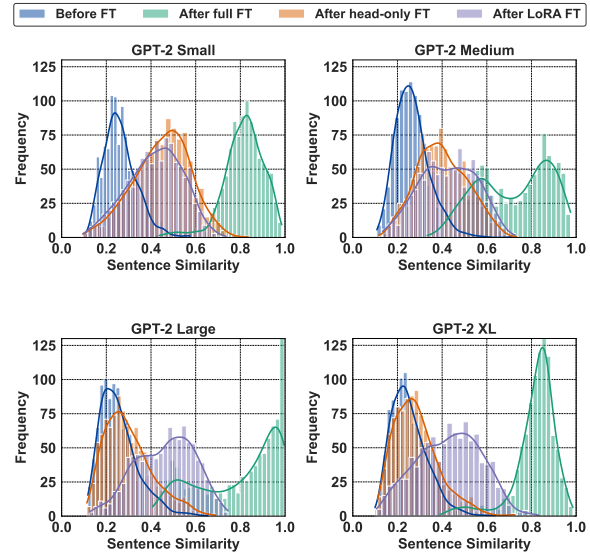 Before FT After full FT After head-only FT After LoRA FT
GPT-2 Small
Frequency
125
100
75
50
25
0
0.0 0.2 0.4 0.6 0.8 1.0
Sentence Similarity
GPT-2 Medium
Frequency
125
100
75
50
25
0
0.0 0.2 0.4 0.6 0.8 1.0
Sentence Similarity
GPT-2 Large
Frequency
125
100
75
50
25
0
0.0 0.2 0.4 0.6 0.8 1.0
Sentence Similarity
GPT-2 XL
Frequency
125
100
75
50
25
0
0.0 0.2 0.4 0.6 0.8 1.0
Sentence Similarity